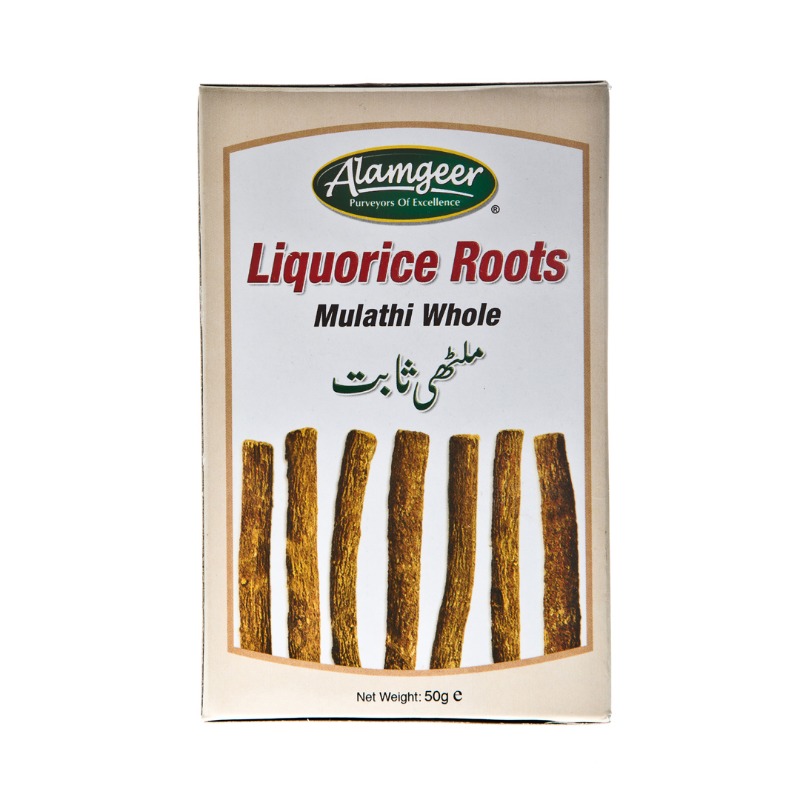 Alamgeer
Purveyors Of Excellence
®
Liquorice Roots
Mulathi Whole
ملٹھی ثابت
Net Weight: 50g ℮